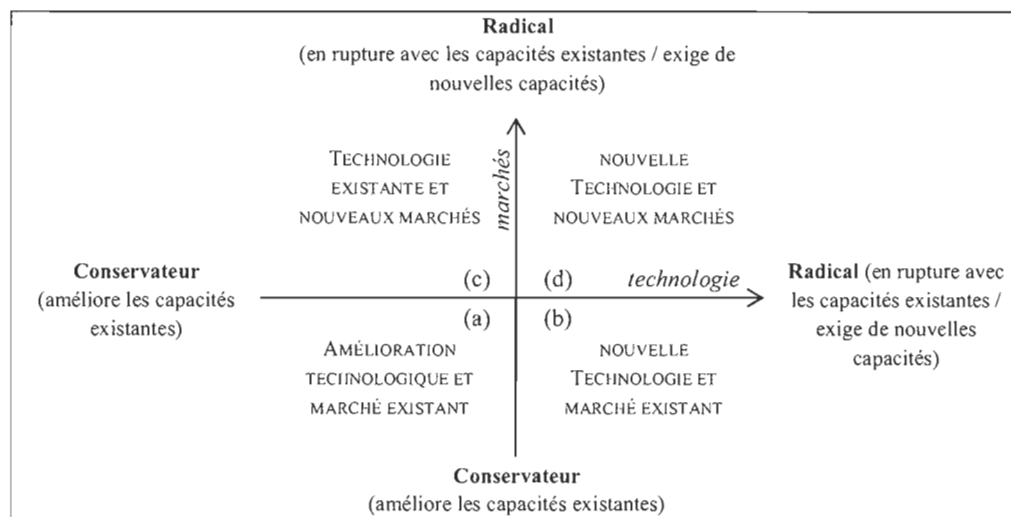 Radical
(en rupture avec les capacités existantes / exige de
nouvelles capacités)
marchés
TECHNOLOGIE
EXISTANTE ET
NOUVEAUX MARCHÉS
NOUVELLE
TECHNOLOGIE ET
NOUVEAUX MARCHÉS
Conservateur
(améliore les capacités
existantes)
(c)
(d)
technologie
Radical (en rupture avec
les capacités existantes /
exige de nouvelles
capacités)
(a)
(b)
AMÉLIORATION
TECHNOLOGIQUE ET
MARCHÉ EXISTANT
NOUVELLE
TECHNOLOGIE ET
MARCHÉ EXISTANT
Conservateur
(améliore les capacités existantes)